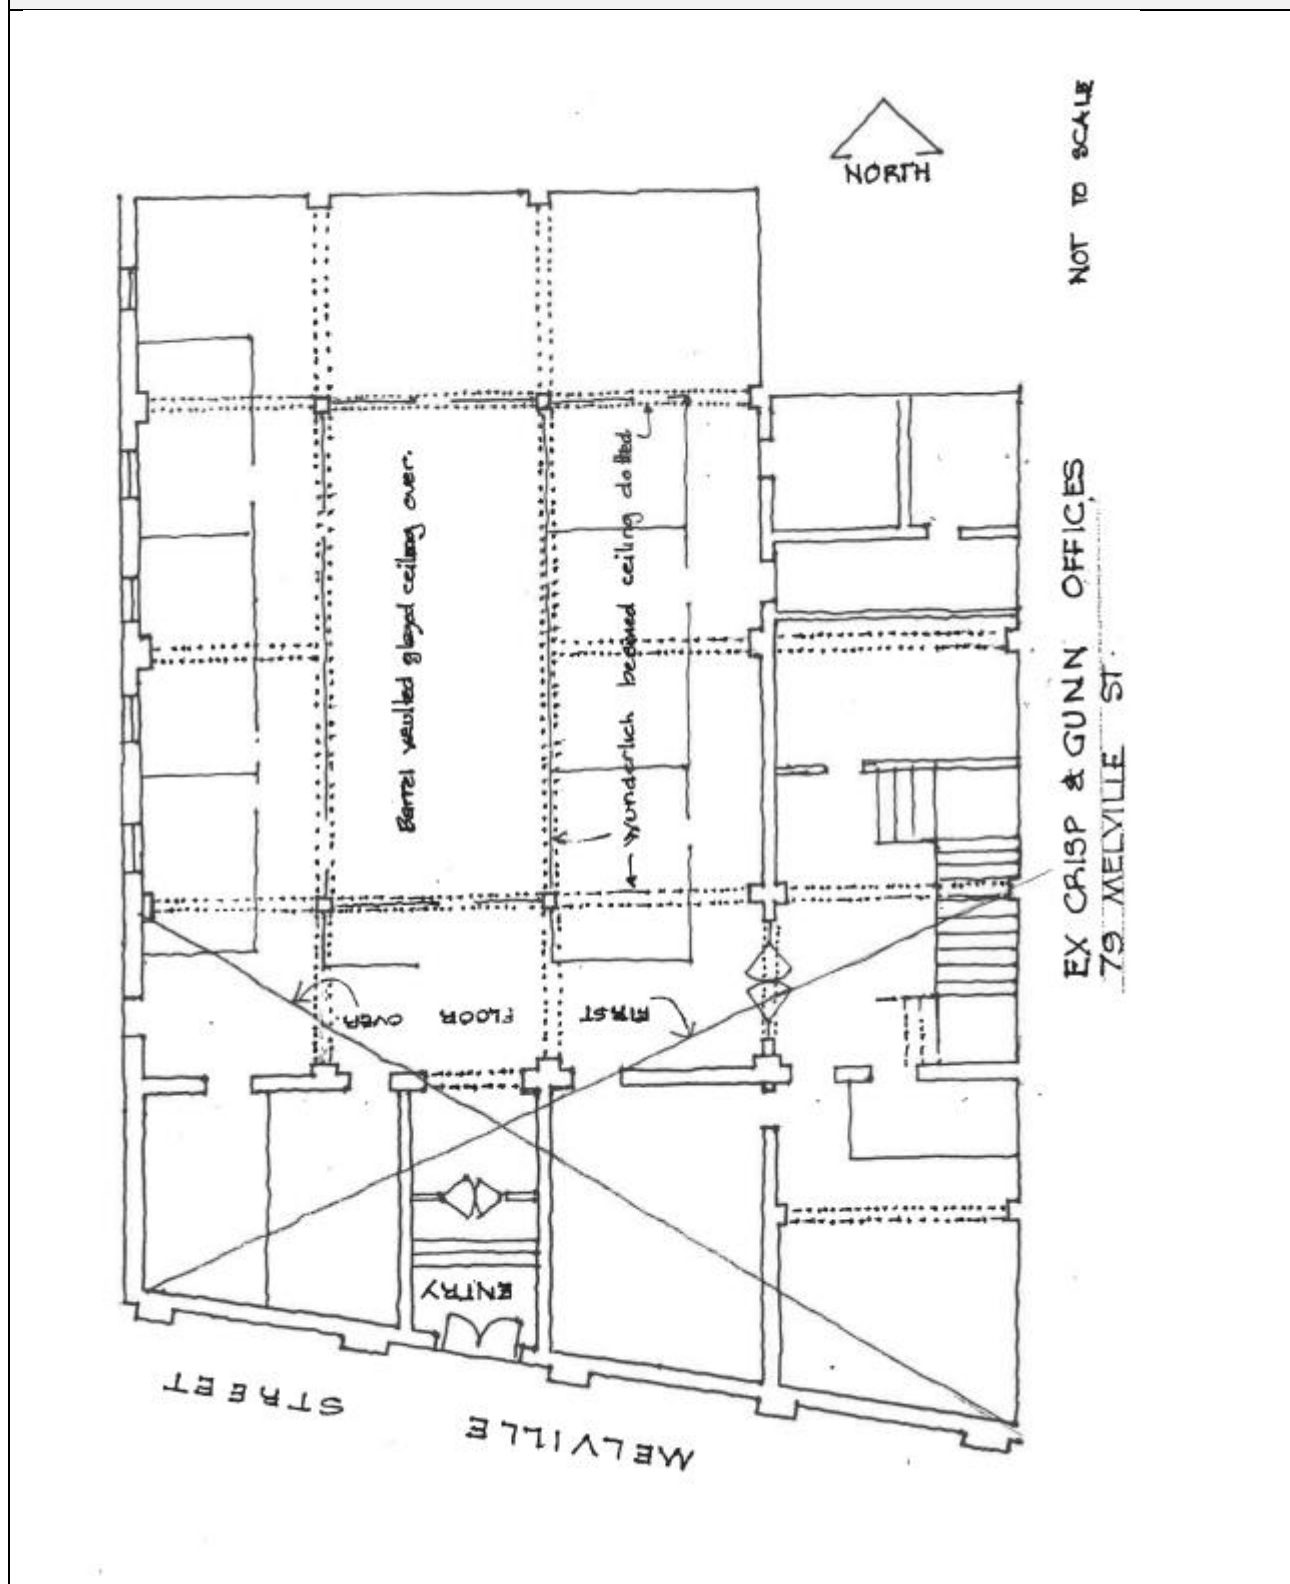 NORTH
NOT TO SCALE
EX CRISP & GUNN OFFICES
79 MELVILLE ST.
Barrel vaulted glazed ceiling over.
Wunderlich beamed ceiling dotted
FIRST FLOOR OVER
ENTRY
MELVILLE STREET